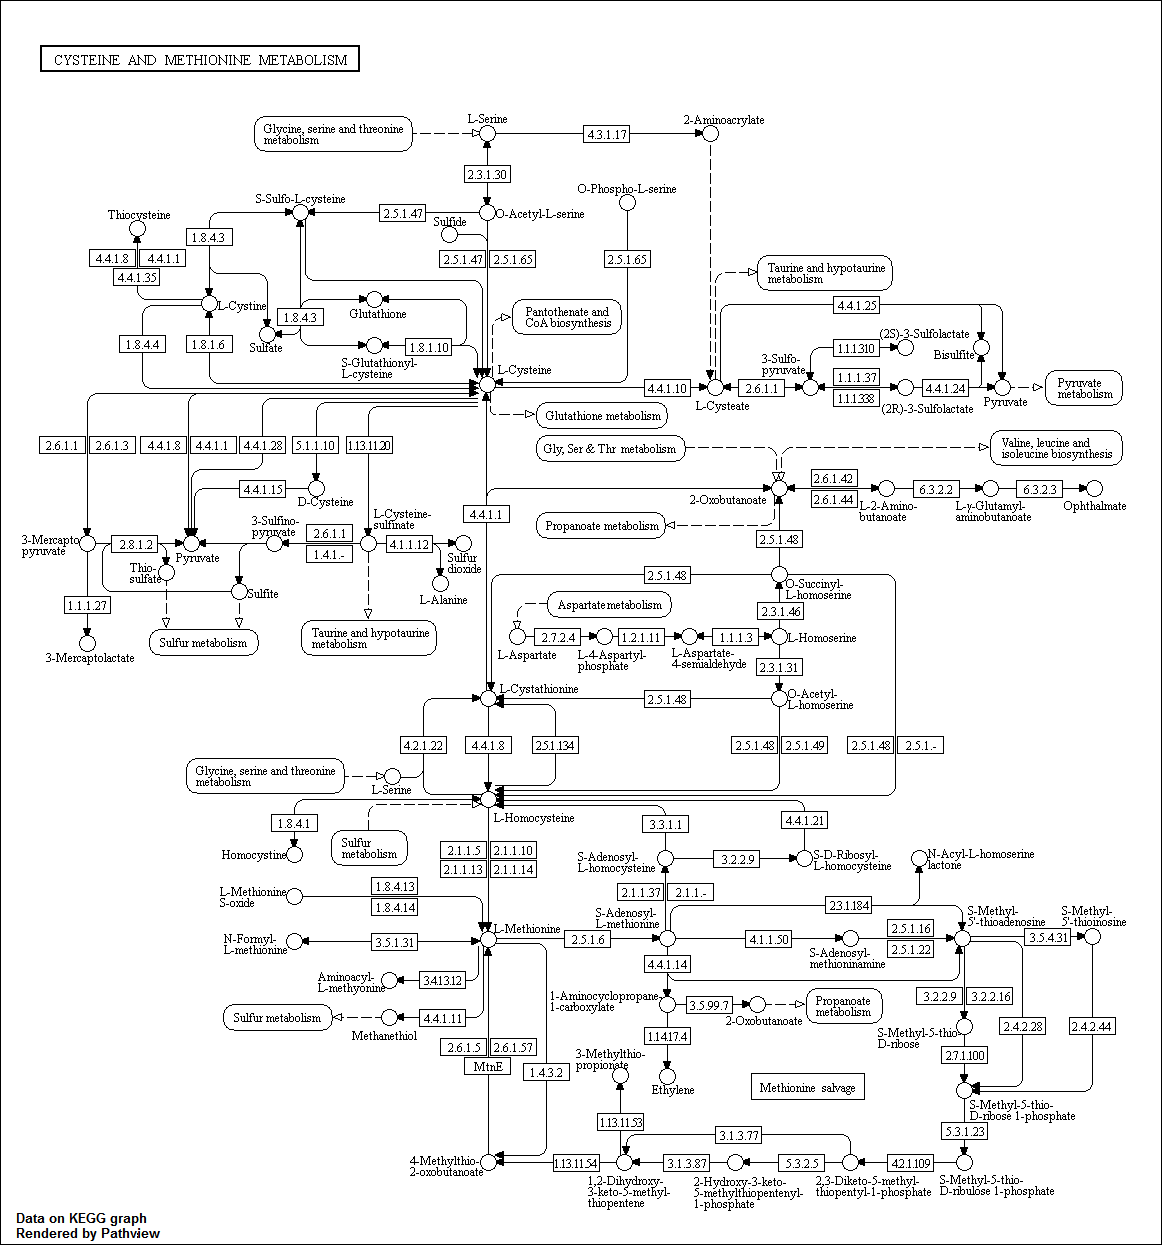 CYSTEINE AND METHIONINE METABOLISM
Glycine, serine and threonine
metabolism
L-Serine
4.3.1.17
2-Aminoacrylate
2.3.1.30
O-Phospho-L-serine
S-Sulfo-L-cysteine
2.5.1.47
O-Acetyl-L-serine
Thiocysteine
1.8.4.3
Sulfide
4.4.1.8
4.4.1.1
4.4.1.35
2.5.1.47
2.5.1.65
2.5.1.65
Taurine and hypotaurine
metabolism
L-Cystine
Glutathione
1.8.4.3
Sulfate
Pantothenate and
CoA biosynthesis
4.4.1.25
1.8.4.4
1.8.1.6
1.8.1.10
S-Glutathionyl-
L-cysteine
L-Cysteine
(2S)-3-Sulfolactate
1.1.1310
Bisulfite
3-Sulfo-
pyruvate
1.1.1.37
1.1.1338
4.4.1.10
L-Cysteate
2.6.1.1
(2R)-3-Sulfolactate
4.4.1.24
Pyruvate
Pyruvate
metabolism
Glutathione metabolism
2.6.1.1
2.6.1.3
4.4.1.8
4.4.1.1
4.4.1.28
5.1.1.10
1.13.11.20
Gly, Ser & Thr metabolism
Valine, leucine and
isoleucine biosynthesis
4.4.1.15
D-Cysteine
2-Oxobutanoate
2.6.1.42
2.6.1.44
L-2-Amino-
butanoate
6.3.2.2
L-γ-Glutamyl-
aminobutanoate
6.3.2.3
Ophthalmate
4.4.1.1
Propanoate metabolism
3-Mercapto
pyruvate
2.8.1.2
Pyruvate
3-Sulfino-
pyruvate
2.6.1.1
1.4.1.-
L-Cysteine-
sulfinate
4.1.1.12
Sulfur
dioxide
L-Alanine
2.5.1.48
Thio-
sulfate
Sulfite
2.5.1.48
O-Succinyl-
L-homoserine
1.1.1.27
Aspartate metabolism
2.3.1.46
3-Mercaptolactate
Sulfur metabolism
Taurine and hypotaurine
metabolism
L-Aspartate
2.7.2.4
L-4-Aspartyl-
phosphate
1.2.1.11
L-Aspartate-
4-semialdehyde
1.1.1.3
L-Homoserine
2.3.1.31
L-Cystathionine
2.5.1.48
O-Acetyl-
L-homoserine
4.2.1.22
4.4.1.8
2.5.1.134
2.5.1.48
2.5.1.49
2.5.1.48
2.5.1.-
Glycine, serine and threonine
metabolism
L-Serine
1.8.4.1
Homocystine
Sulfur
metabolism
L-Homocysteine
3.3.1.1
4.4.1.21
2.1.1.5
2.1.1.10
2.1.1.13
2.1.1.14
S-Adenosyl-
L-homocysteine
3.2.2.9
S-D-Ribosyl-
L-homocysteine
N-Acyl-L-homoserine
lactone
L-Methionine
S-oxide
1.8.4.13
1.8.4.14
2.1.1.37
2.1.1.-
23.1.184
N-Formyl-
L-methionine
3.5.1.31
L-Methionine
2.5.1.6
S-Adenosyl-
L-methionine
4.1.1.50
S-Adenosyl-
methioninamine
2.5.1.16
2.5.1.22
S-Methyl-
5'-thioadenosine
3.5.4.31
S-Methyl-
5'-thioinosine
Aminoacyl-
L-methyonine
3.4.13.12
4.4.1.14
Sulfur metabolism
Methanethiol
4.4.1.11
1-Aminocyclopropane-
1-carboxylate
3.5.99.7
2-Oxobutanoate
Propanoate
metabolism
3.2.2.9
3.2.2.16
S-Methyl-5-thio-
D-ribose
2.4.2.28
2.4.2.44
2.6.1.5
2.6.1.57
MtnE
1.4.3.2
1.14.17.4
Ethylene
3-Methylthio-
propionate
Methionine salvage
2.7.1.100
S-Methyl-5-thio-
D-ribose 1-phosphate
1.13.11.53
3.1.3.77
5.3.1.23
4-Methylthio-
2-oxobutanoate
1.13.11.54
1,2-Dihydroxy-
3-keto-5-methyl-
thiopentene
3.1.3.87
2-Hydroxy-3-keto-
5-methylthiopentenyl-
1-phosphate
5.3.2.5
2,3-Diketo-5-methyl-
thiopentyl-1-phosphate
4.2.1.109
S-Methyl-5-thio-
D-ribulose 1-phosphate
Data on KEGG graph
Rendered by Pathview